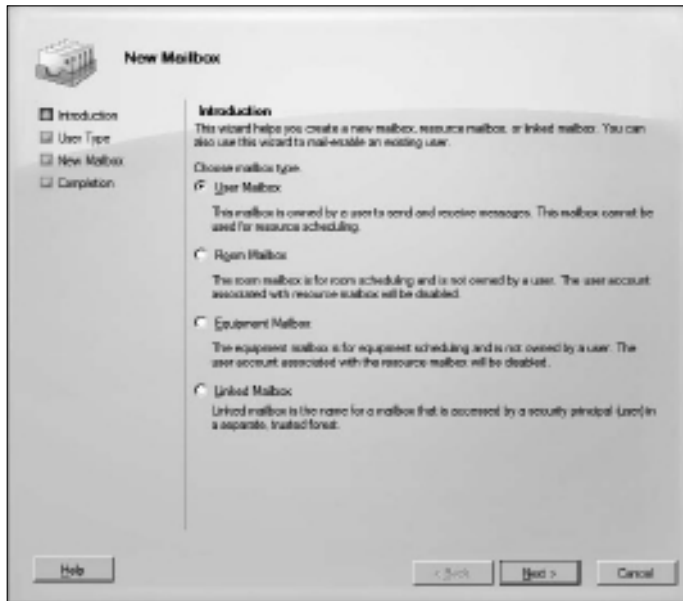 New Mailbox
Introduction
User Type
New Mailbox
Completion
Introduction
This wizard helps you create a new mailbox, resource mailbox, or linked mailbox. You can
also use this wizard to mail-enable an existing user.
Choose mailbox type.
User Mailbox
This mailbox is owned by a user to send and receive messages. This mailbox cannot be
used for resource scheduling.
Room Mailbox
The room mailbox is for room scheduling and is not owned by a user. The user account
associated with resource mailbox will be disabled.
Equipment Mailbox
The equipment mailbox is for equipment scheduling and is not owned by a user. The
user account associated with the resource mailbox will be disabled.
Linked Mailbox
Linked mailbox is the name for a mailbox that is accessed by a security principal (user) in
a separate, trusted forest.
Help
< Back
Next >
Cancel